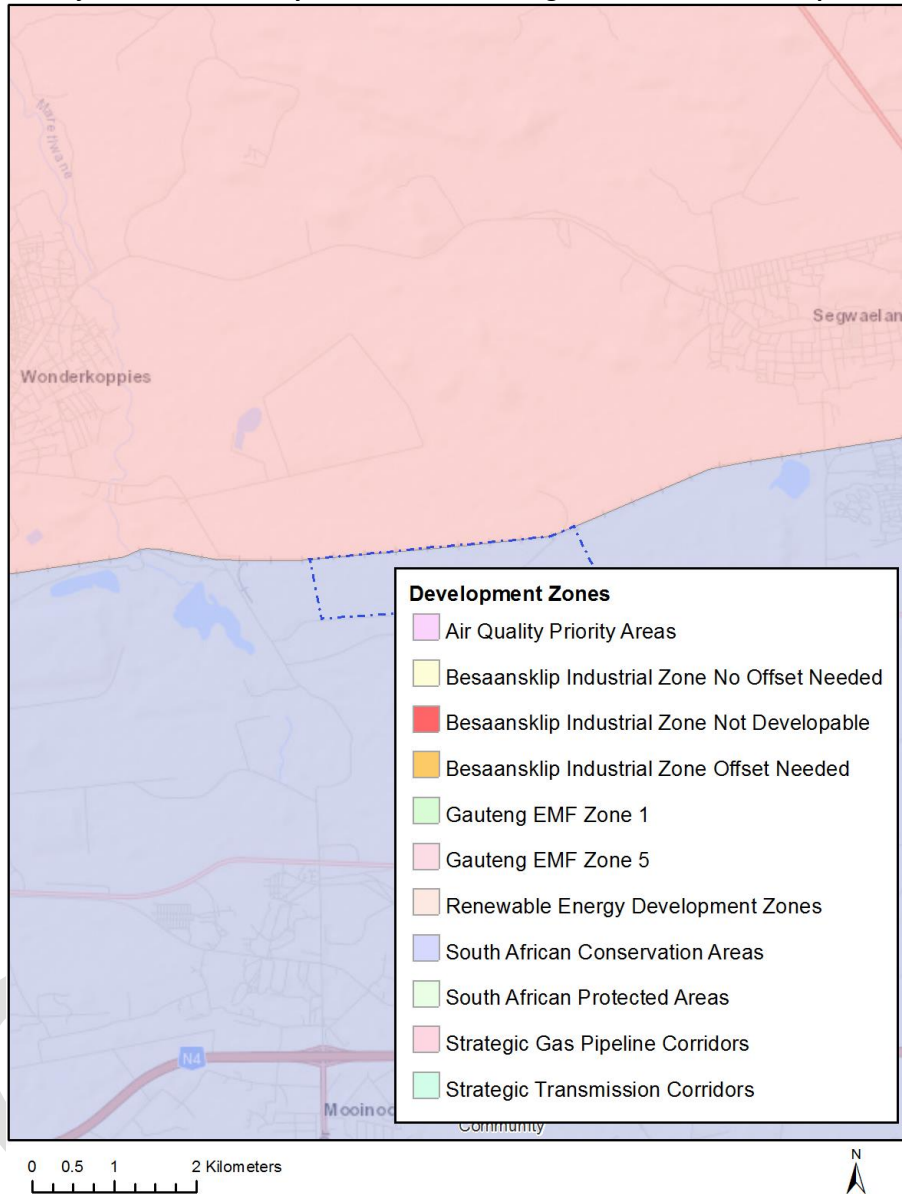 Maretlwane
Segwaelan
Wonderkoppies
Development Zones
Air Quality Priority Areas
Besaansklip Industrial Zone No Offset Needed
Besaansklip Industrial Zone Not Developable
Besaansklip Industrial Zone Offset Needed
Gauteng EMF Zone 1
Gauteng EMF Zone 5
Renewable Energy Development Zones
South African Conservation Areas
South African Protected Areas
Strategic Gas Pipeline Corridors
Strategic Transmission Corridors
N4
Mooinoo
Community
0 0.5 1 2 Kilometers
N